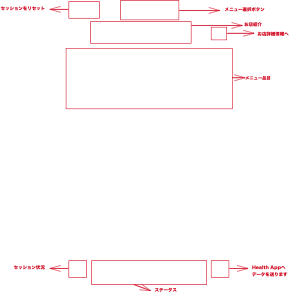 セッションをリセット
メニュー選択ボタン
お店紹介
お店詳細情報へ
メニュー品目
セッション状況
Health Appへ
データを送ります
ステータス